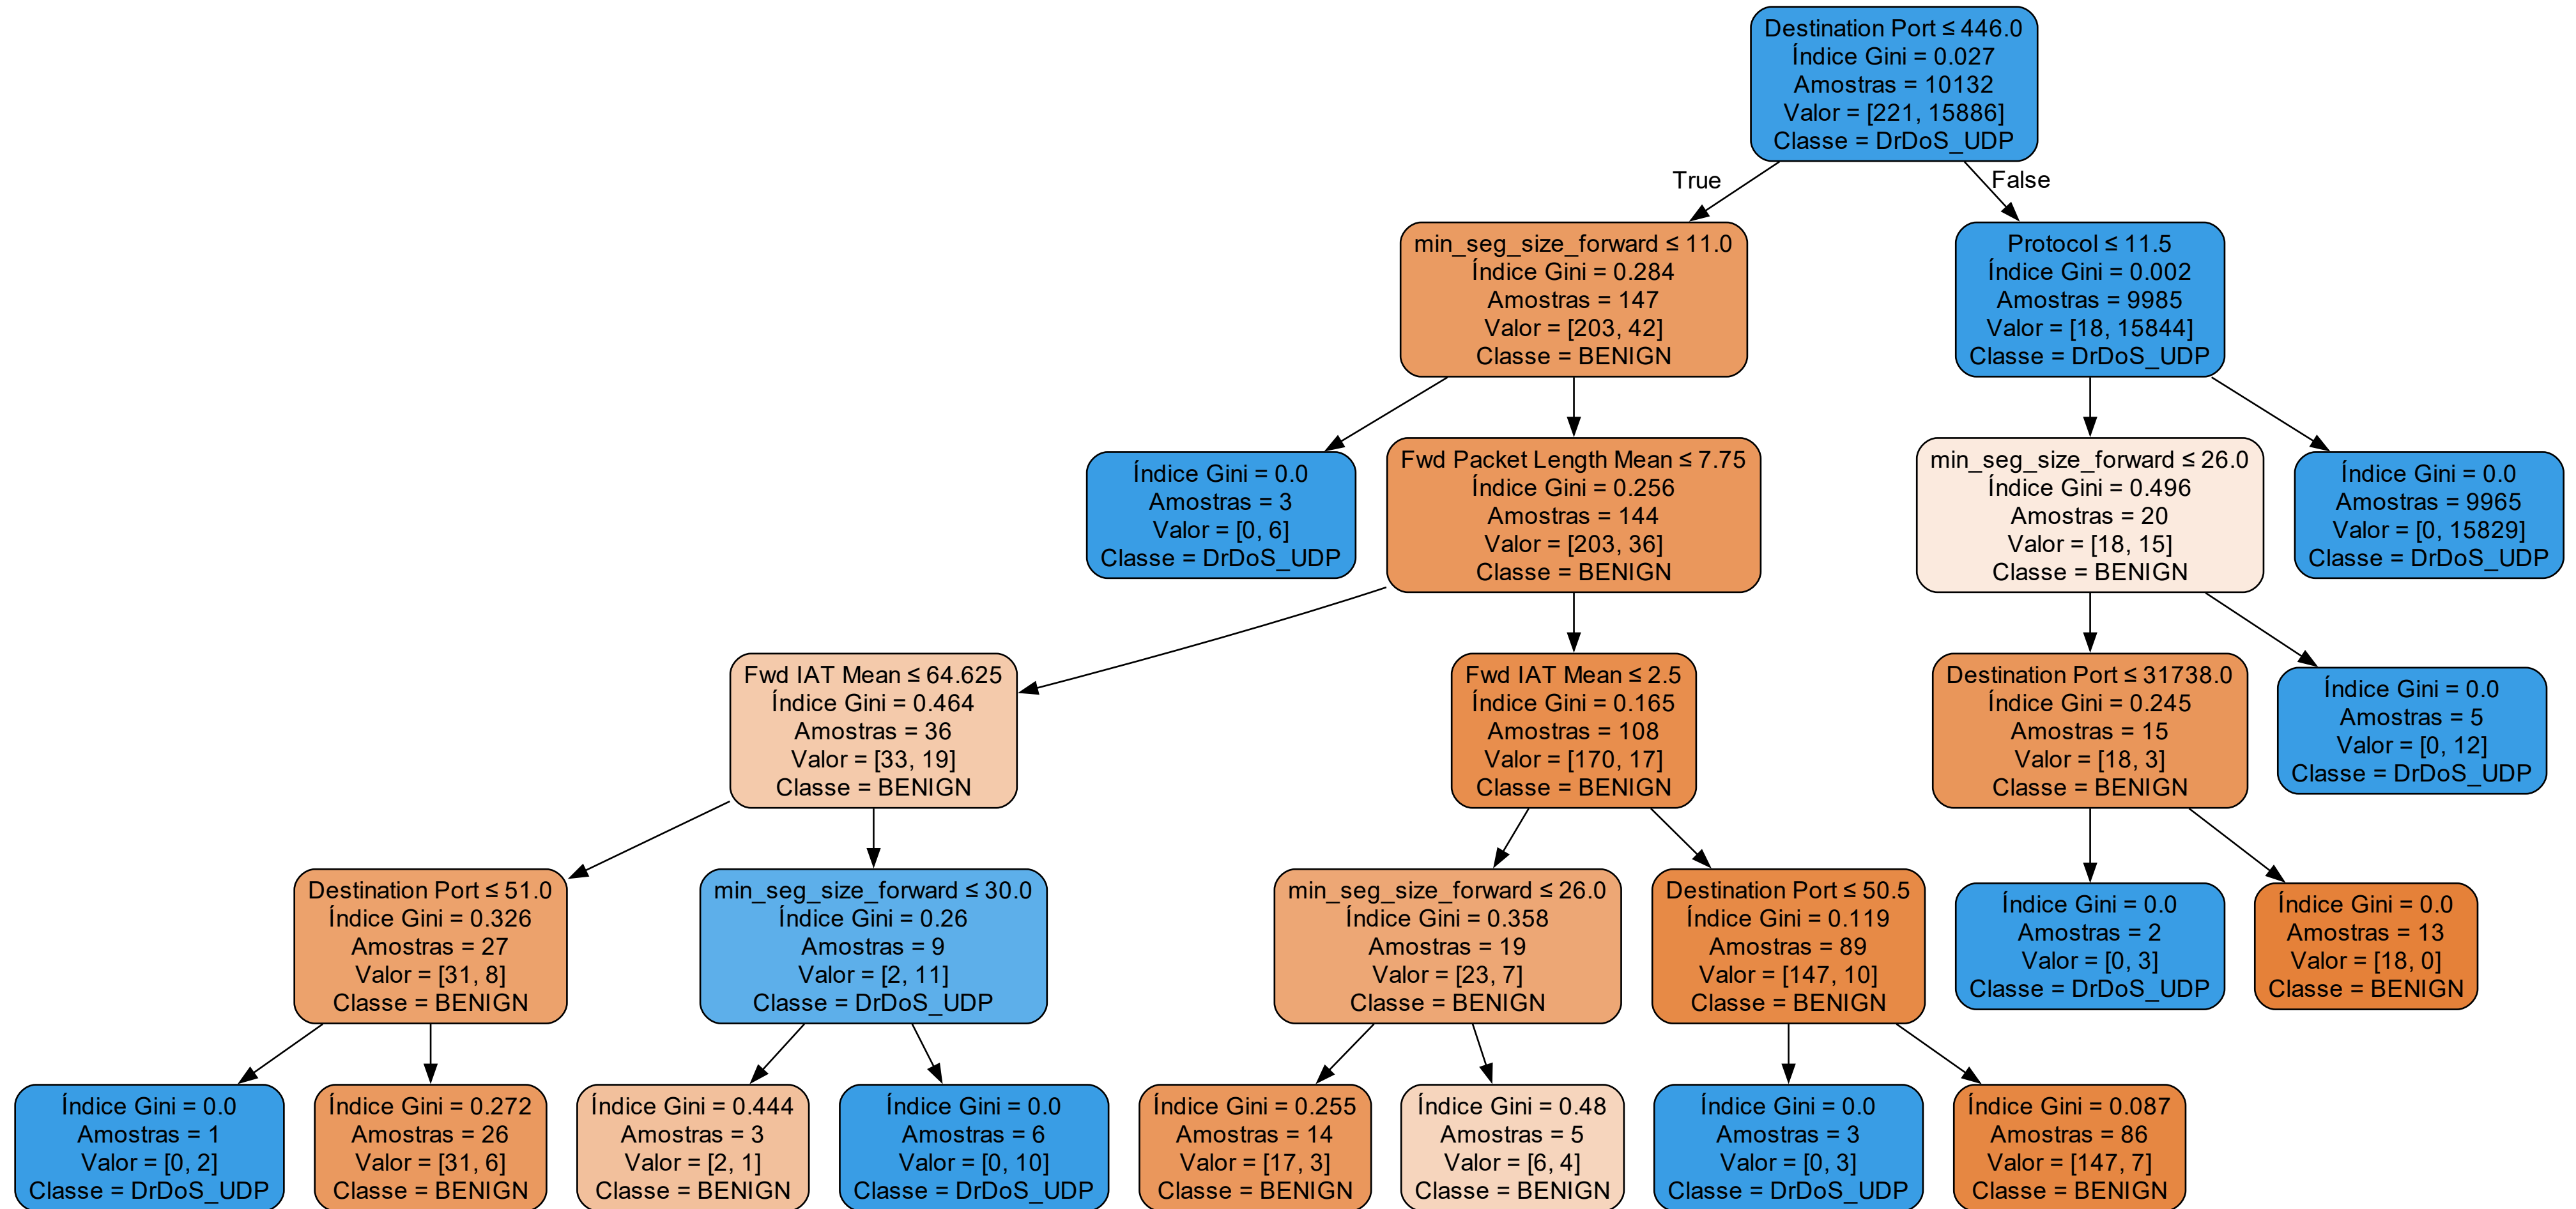 Destination Port ≤ 446.0
Índice Gini = 0.027
Amostras = 10132
Valor = [221, 15886]
Classe = DrDoS_UDP
True
False
min_seg_size_forward ≤ 11.0
Índice Gini = 0.284
Amostras = 147
Valor = [203, 42]
Classe = BENIGN
Protocol ≤ 11.5
Índice Gini = 0.002
Amostras = 9985
Valor = [18, 15844]
Classe = DrDoS_UDP
Índice Gini = 0.0
Amostras = 3
Valor = [0, 6]
Classe = DrDoS_UDP
Fwd Packet Length Mean ≤ 7.75
Índice Gini = 0.256
Amostras = 144
Valor = [203, 36]
Classe = BENIGN
min_seg_size_forward ≤ 26.0
Índice Gini = 0.496
Amostras = 20
Valor = [18, 15]
Classe = BENIGN
Índice Gini = 0.0
Amostras = 9965
Valor = [0, 15829]
Classe = DrDoS_UDP
Fwd IAT Mean ≤ 64.625
Índice Gini = 0.464
Amostras = 36
Valor = [33, 19]
Classe = BENIGN
Fwd IAT Mean ≤ 2.5
Índice Gini = 0.165
Amostras = 108
Valor = [170, 17]
Classe = BENIGN
Destination Port ≤ 31738.0
Índice Gini = 0.245
Amostras = 15
Valor = [18, 3]
Classe = BENIGN
Índice Gini = 0.0
Amostras = 5
Valor = [0, 12]
Classe = DrDoS_UDP
Destination Port ≤ 51.0
Índice Gini = 0.326
Amostras = 27
Valor = [31, 8]
Classe = BENIGN
min_seg_size_forward ≤ 30.0
Índice Gini = 0.26
Amostras = 9
Valor = [2, 11]
Classe = DrDoS_UDP
min_seg_size_forward ≤ 26.0
Índice Gini = 0.358
Amostras = 19
Valor = [23, 7]
Classe = BENIGN
Destination Port ≤ 50.5
Índice Gini = 0.119
Amostras = 89
Valor = [147, 10]
Classe = BENIGN
Índice Gini = 0.0
Amostras = 2
Valor = [0, 3]
Classe = DrDoS_UDP
Índice Gini = 0.0
Amostras = 13
Valor = [18, 0]
Classe = BENIGN
Índice Gini = 0.0
Amostras = 1
Valor = [0, 2]
Classe = DrDoS_UDP
Índice Gini = 0.272
Amostras = 26
Valor = [31, 6]
Classe = BENIGN
Índice Gini = 0.444
Amostras = 3
Valor = [2, 1]
Classe = BENIGN
Índice Gini = 0.0
Amostras = 6
Valor = [0, 10]
Classe = DrDoS_UDP
Índice Gini = 0.255
Amostras = 14
Valor = [17, 3]
Classe = BENIGN
Índice Gini = 0.48
Amostras = 5
Valor = [6, 4]
Classe = BENIGN
Índice Gini = 0.0
Amostras = 3
Valor = [0, 3]
Classe = DrDoS_UDP
Índice Gini = 0.087
Amostras = 86
Valor = [147, 7]
Classe = BENIGN